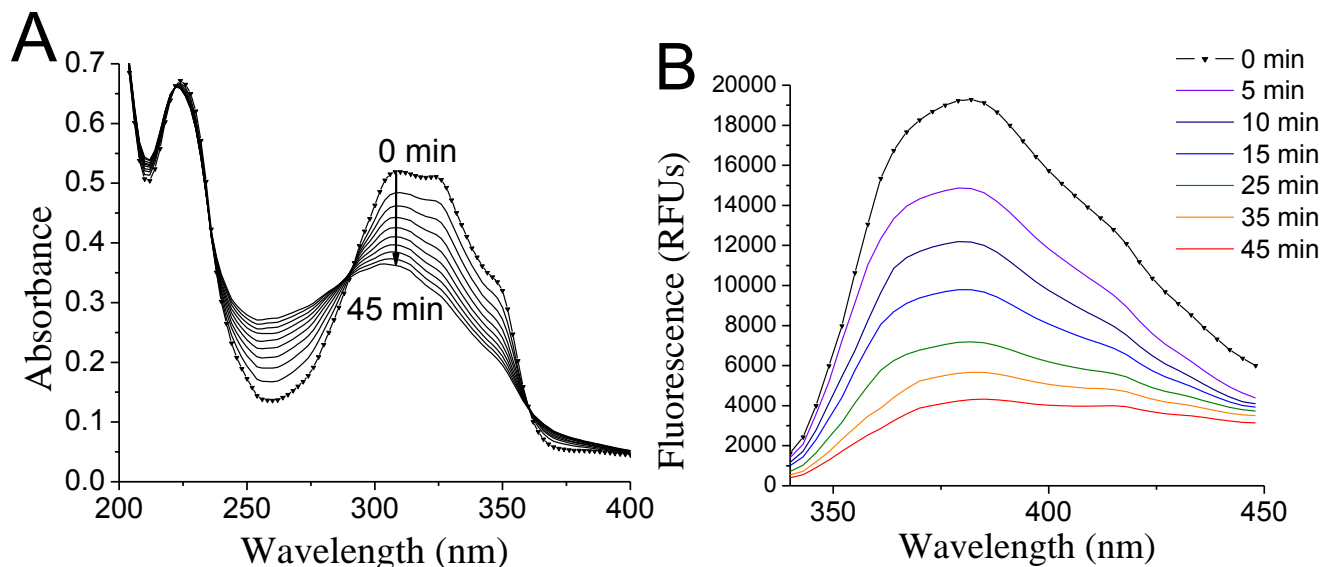 A
0.7
0.6
0.5
0.4
0.3
0.2
0.1
0.0
Absorbance
0 min
45 min
200
250
300
350
400
Wavelength (nm)
B
20000
18000
16000
14000
12000
10000
8000
6000
4000
2000
0
Fluorescence (RFUs)
350
400
450
Wavelength (nm)
0 min
5 min
10 min
15 min
25 min
35 min
45 min